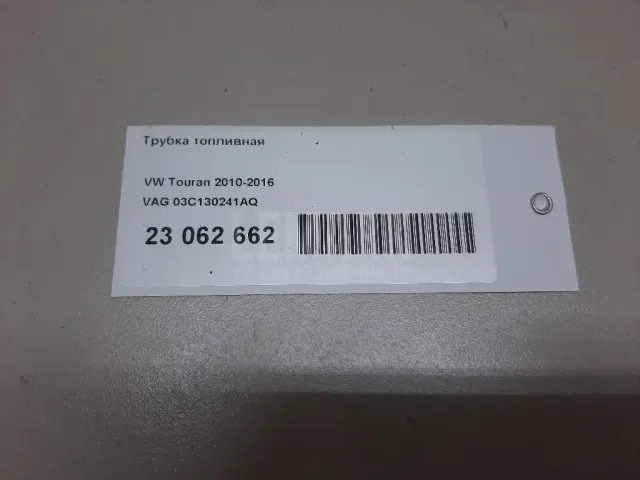 Трубка топливная
VW Touran 2010-2016
VAG 03C130241AQ
23 062 662